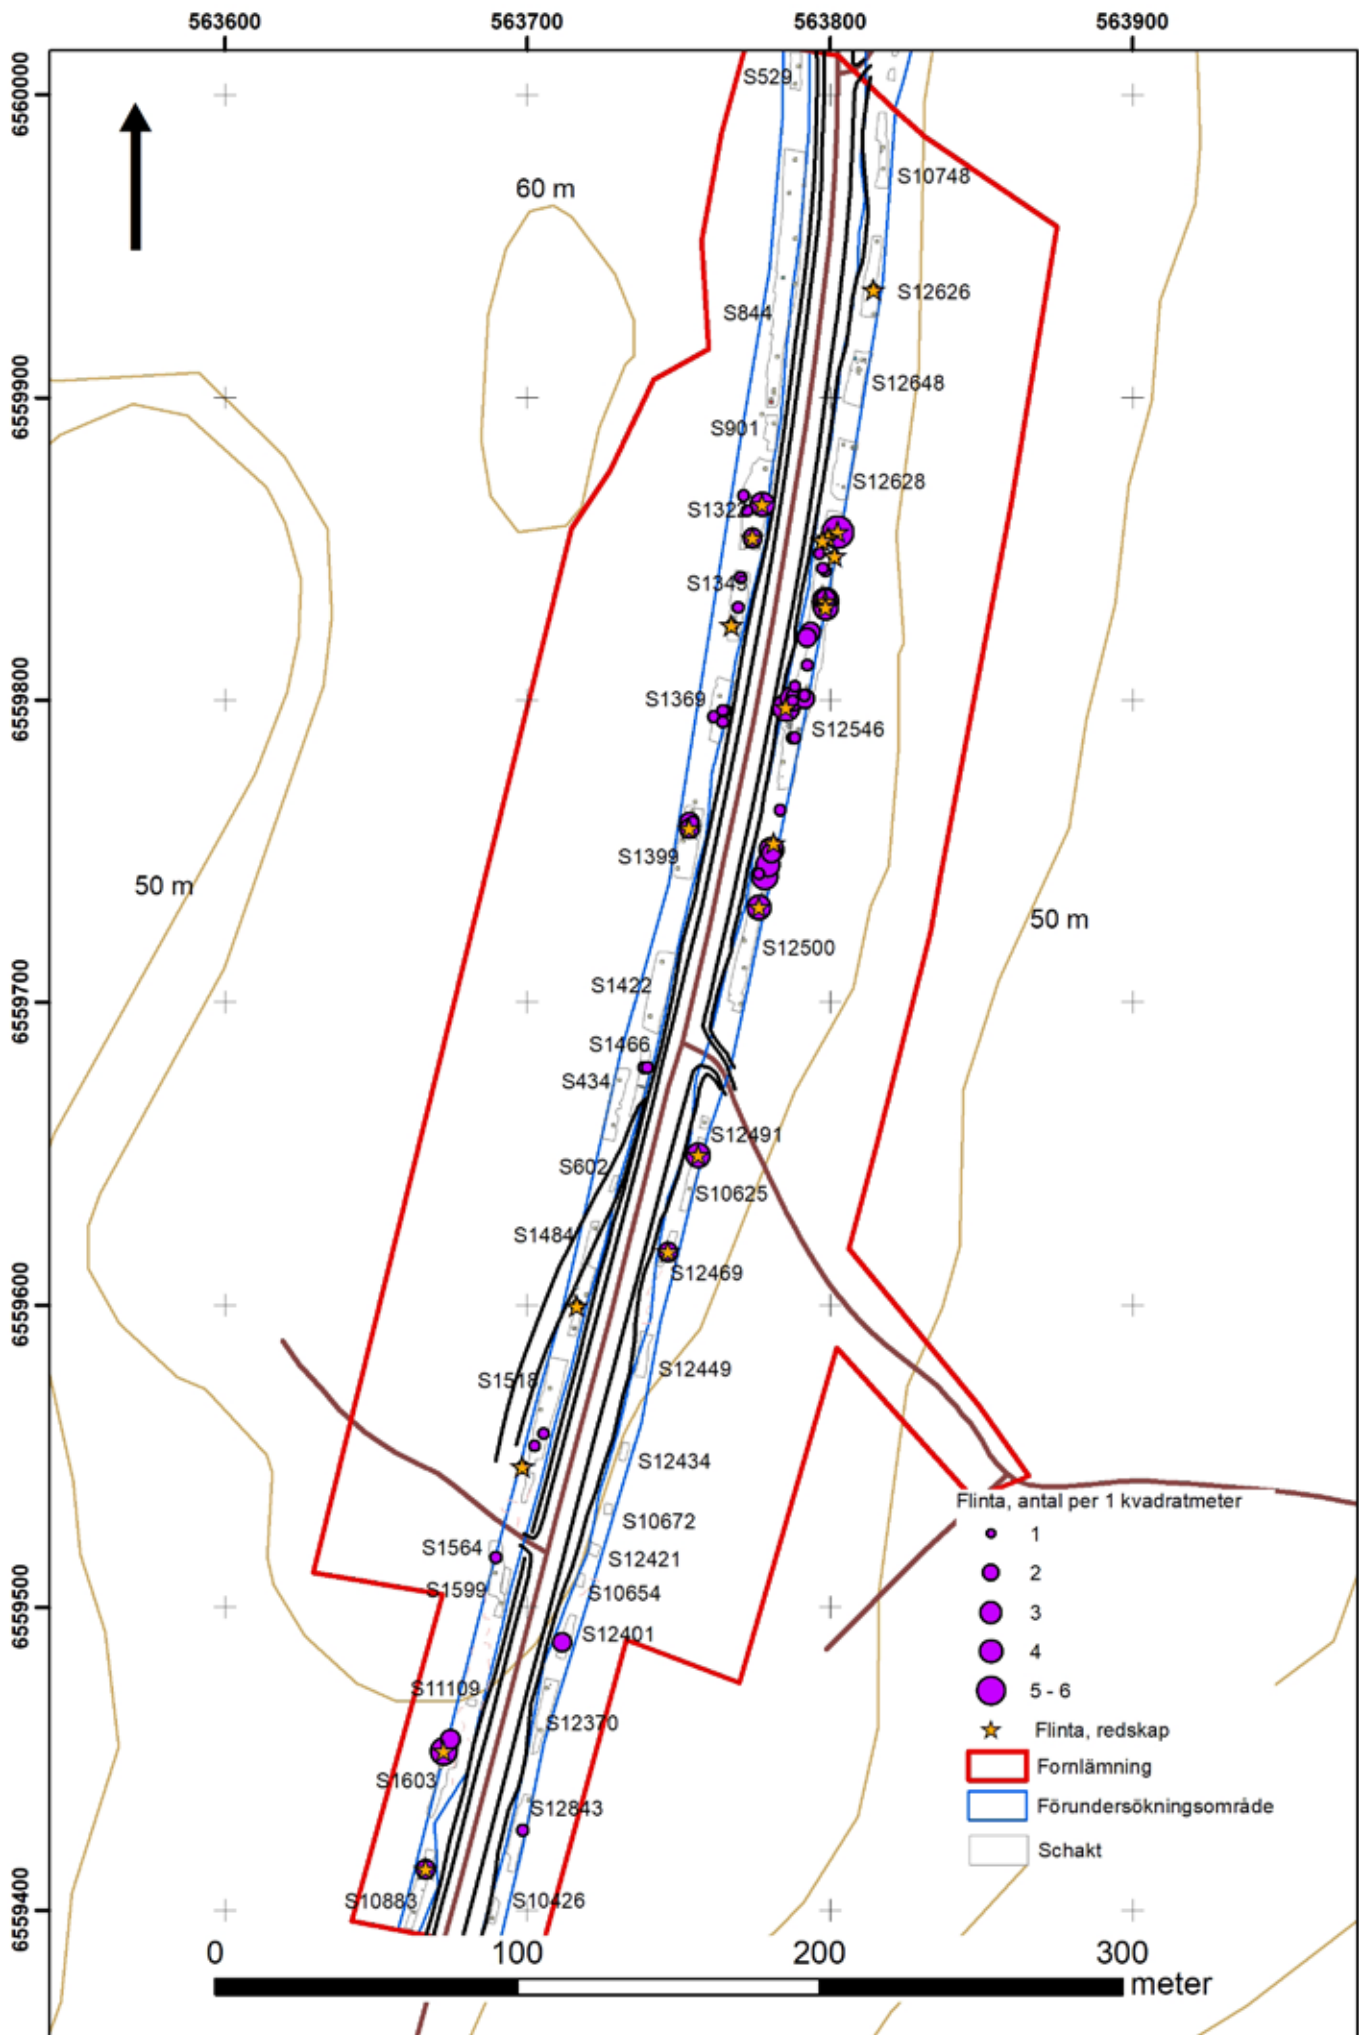 563600 563700 563800 563900
6560000
S529
S10748
60 m
S12626
S844
6559900
S12648
S901
S12628
S1322
S1345
6559800
S1369
S12546
S1399
50 m
50 m
S12500
6559700
S1422
S1466
S434
S12491
S602
S10625
S1484
S12469
6559600
S12449
S1518
S12434
S10672
S1564
S12421
S1599
S10654
6559500
S12401
S11109
S12370
S1603
S12843
S10883
S10426
6559400
Flinta, antal per 1 kvadratmeter
1
2
3
4
5 - 6
Flinta, redskap
Fornlämning
Förundersökningsområde
Schakt
0 100 200 300
meter